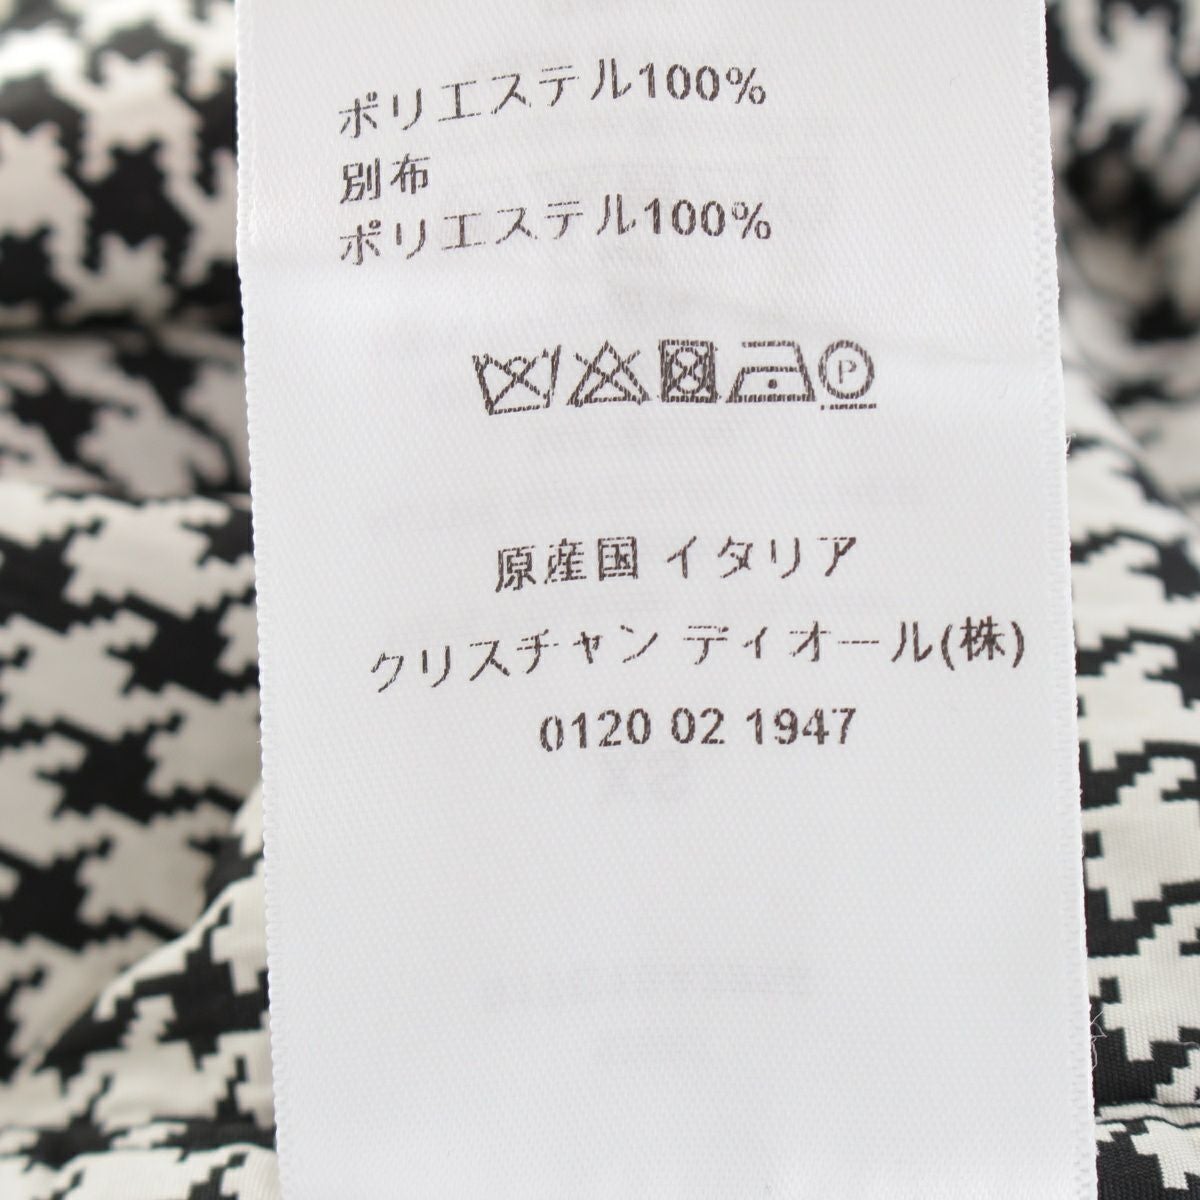 ポリエステル100%
別布
ポリエステル100%
P
原産国 イタリア
クリスチャン ディオール(株)
0120 02 1947